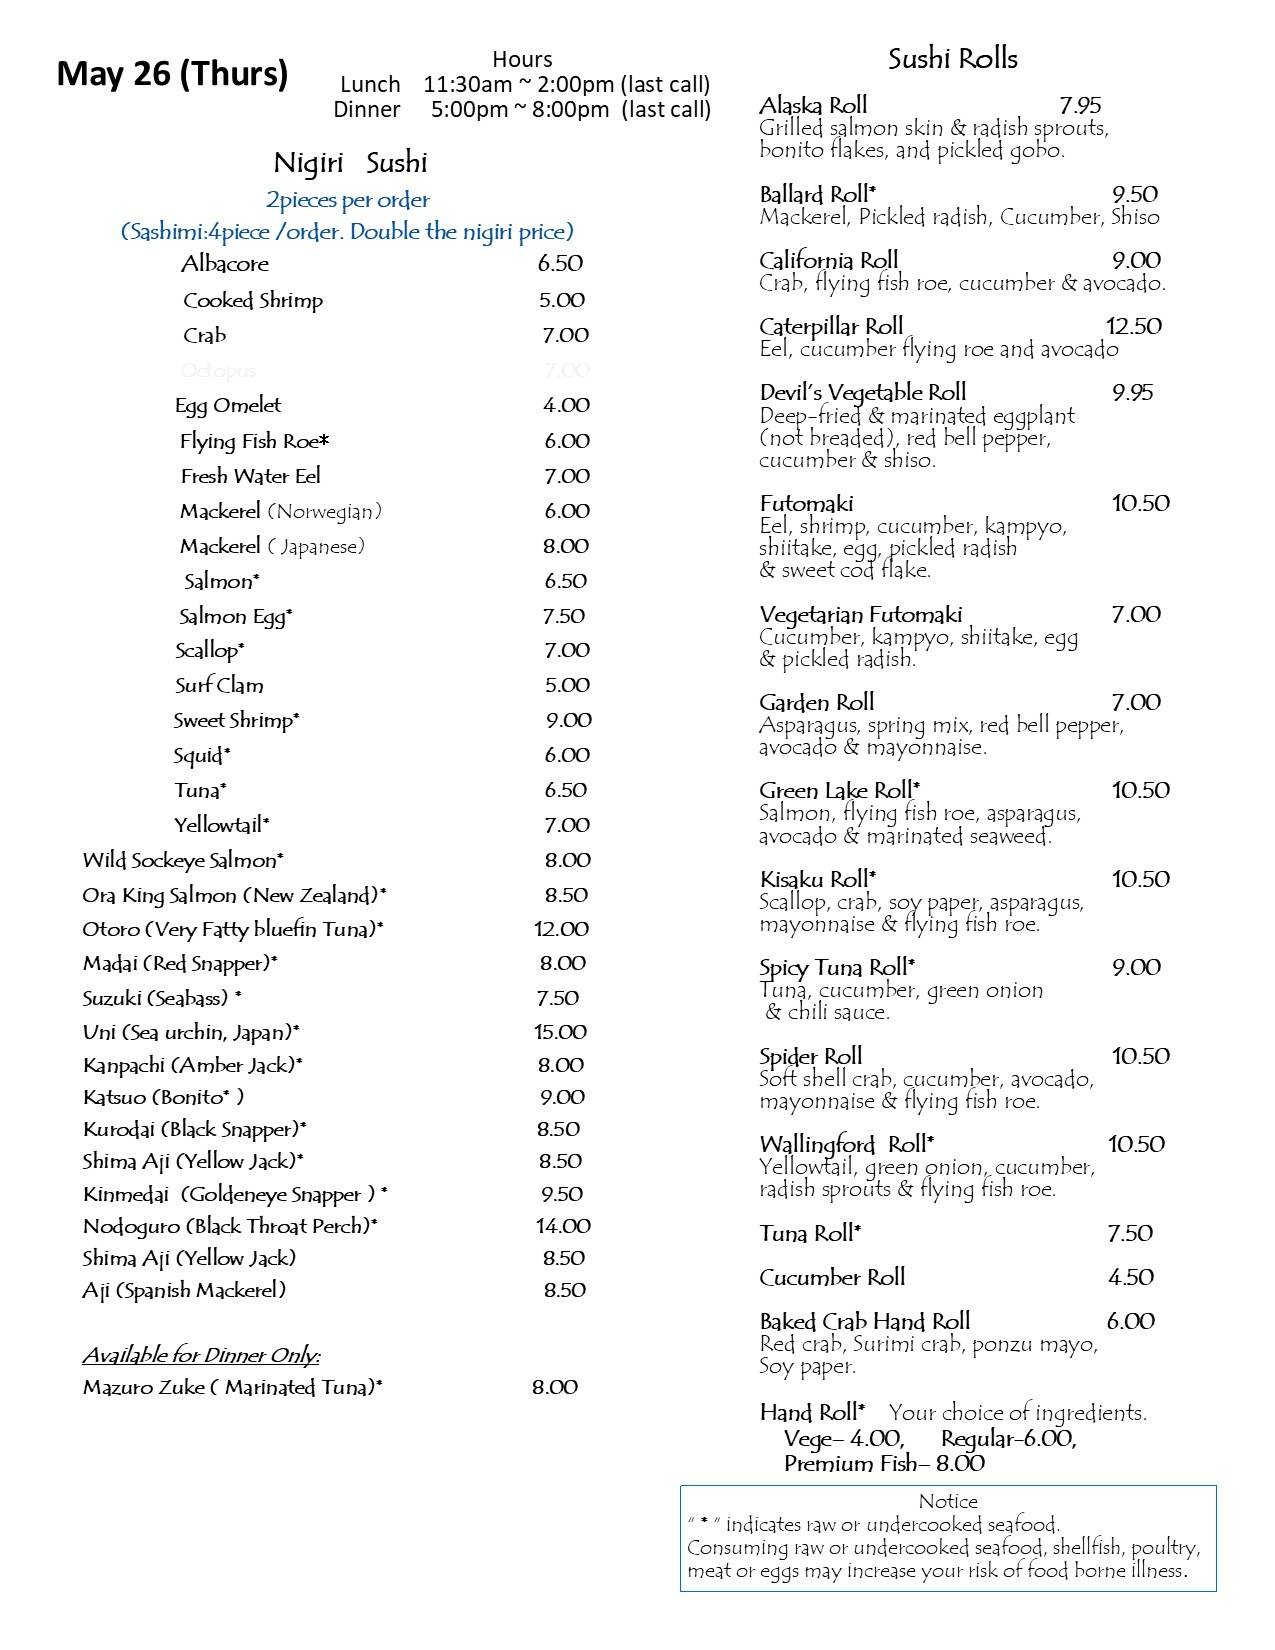 May 26 (Thurs)
Hours
Lunch 11:30am ~ 2:00pm (last call)
Dinner 5:00pm ~ 8:00pm (last call)
Nigiri Sushi
2pieces per order
(Sashimi:4piece /order. Double the nigiri price)
Albacore 6.50
Cooked Shrimp 5.00
Crab 7.00
Octopus 7.00
Egg Omelet 4.00
Flying Fish Roe* 6.00
Fresh Water Eel 7.00
Mackerel (Norwegian) 6.00
Mackerel ( Japanese) 8.00
Salmon* 6.50
Salmon Egg* 7.50
Scallop* 7.00
Surf Clam 5.00
Sweet Shrimp* 9.00
Squid* 6.00
Tuna* 6.50
Yellowtail* 7.00
Wild Sockeye Salmon* 8.00
Ora King Salmon (New Zealand)* 8.50
Otoro (Very Fatty bluefin Tuna)* 12.00
Madai (Red Snapper)* 8.00
Suzuki (Seabass) * 7.50
Uni (Sea urchin, Japan)* 15.00
Kanpachi (Amber Jack)* 8.00
Katsuo (Bonito* ) 9.00
Kurodai (Black Snapper)* 8.50
Shima Aji (Yellow Jack)* 8.50
Kinmedai (Goldeneye Snapper ) * 9.50
Nodoguro (Black Throat Perch)* 14.00
Shima Aji (Yellow Jack) 8.50
Aji (Spanish Mackerel) 8.50
Available for Dinner Only:
Mazuro Zuke ( Marinated Tuna)* 8.00
Sushi Rolls
Alaska Roll 7.95
Grilled salmon skin & radish sprouts,
bonito flakes, and pickled gobo.
Ballard Roll* 9.50
Mackerel, Pickled radish, Cucumber, Shiso
California Roll 9.00
Crab, flying fish roe, cucumber & avocado.
Caterpillar Roll 12.50
Eel, cucumber flying roe and avocado
Devil's Vegetable Roll 9.95
Deep-fried & marinated eggplant
(not breaded), red bell pepper,
cucumber & shiso.
Futomaki 10.50
Eel, shrimp, cucumber, kampyo,
shiitake, egg, pickled radish
& sweet cod flake.
Vegetarian Futomaki 7.00
Cucumber, kampyo, shiitake, egg
& pickled radish.
Garden Roll 7.00
Asparagus, spring mix, red bell pepper,
avocado & mayonnaise.
Green Lake Roll* 10.50
Salmon, flying fish roe, asparagus,
avocado & marinated seaweed.
Kisaku Roll* 10.50
Scallop, crab, soy paper, asparagus,
mayonnaise & flying fish roe.
Spicy Tuna Roll* 9.00
Tuna, cucumber, green onion
& chili sauce.
Spider Roll 10.50
Soft shell crab, cucumber, avocado,
mayonnaise & flying fish roe.
Wallingford Roll* 10.50
Yellowtail, green onion, cucumber,
radish sprouts & flying fish roe.
Tuna Roll* 7.50
Cucumber Roll 4.50
Baked Crab Hand Roll 6.00
Red crab, Surimi crab, ponzu mayo,
Soy paper.
Hand Roll* Your choice of ingredients.
Vege– 4.00, Regular-6.00,
Premium Fish– 8.00
Notice
" * " indicates raw or undercooked seafood.
Consuming raw or undercooked seafood, shellfish, poultry,
meat or eggs may increase your risk of food borne illness.